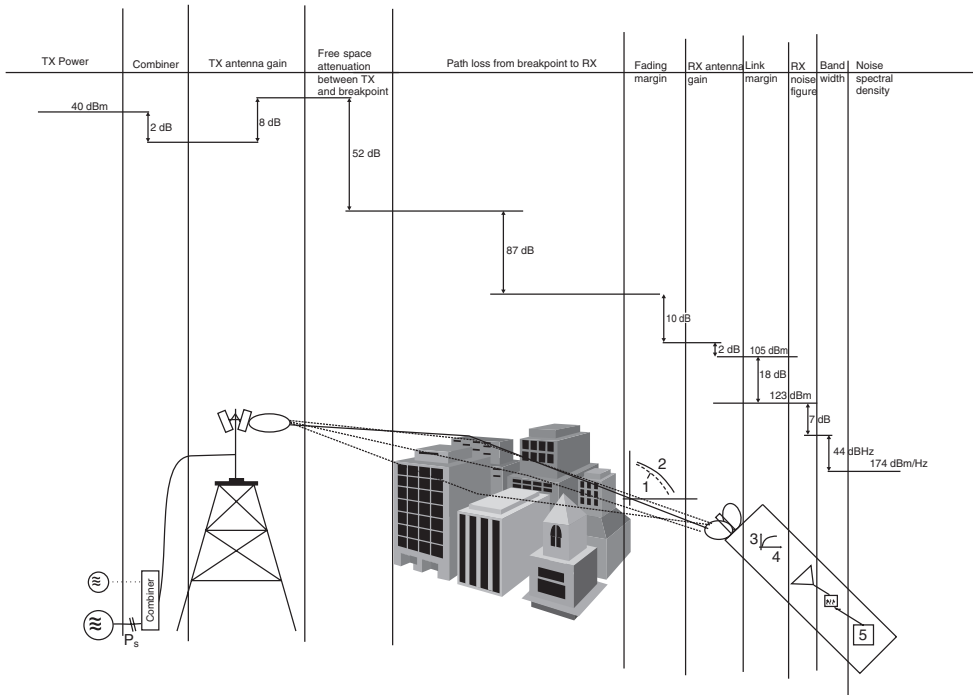 TX Power
Combiner
TX antenna gain
Free space
attenuation
between TX
and breakpoint
Path loss from breakpoint to RX
Fading
margin
RX antenna
gain
Link
margin
RX
noise
figure
Band
width
Noise
spectral
density
40 dBm
2 dB
8 dB
52 dB
87 dB
10 dB
2 dB
105 dBm
18 dB
123 dBm
7 dB
44 dBHz
174 dBm/Hz
2
1
3
4
5
Combiner
Ps